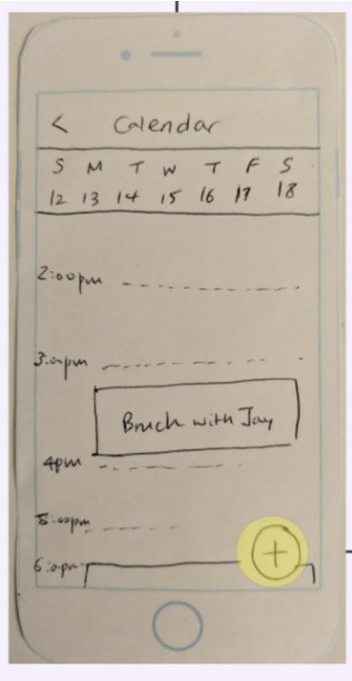 < Calendar
S M T W T F S
12 13 14 15 16 17 18
2:00pm
3:00pm
Bruch with Jay
4pm
5:00pm
6:00pm
+